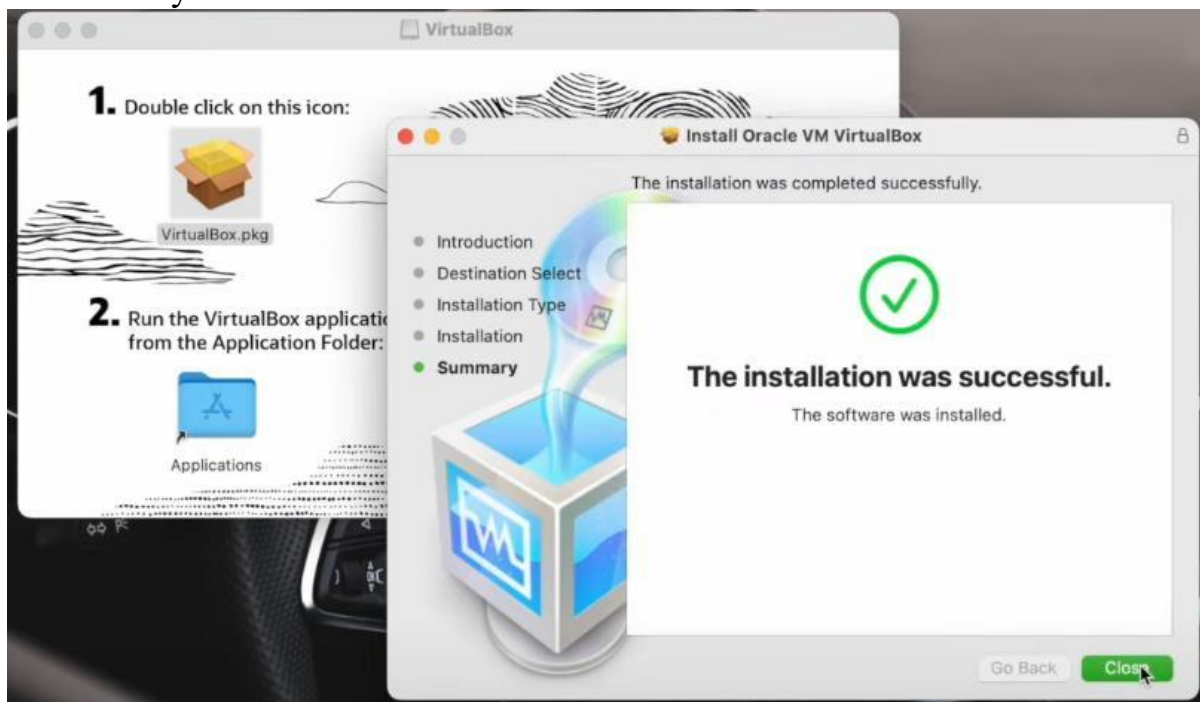 VirtualBox
1. Double click on this icon:
VirtualBox.pkg
2. Run the VirtualBox
from the Application Folder:
Applications
Install Oracle VM VirtualBox
The installation was completed successfully.
Introduction
Destination Select
Installation Type
Installation
Summary
The installation was successful.
The software was installed.
Go Back